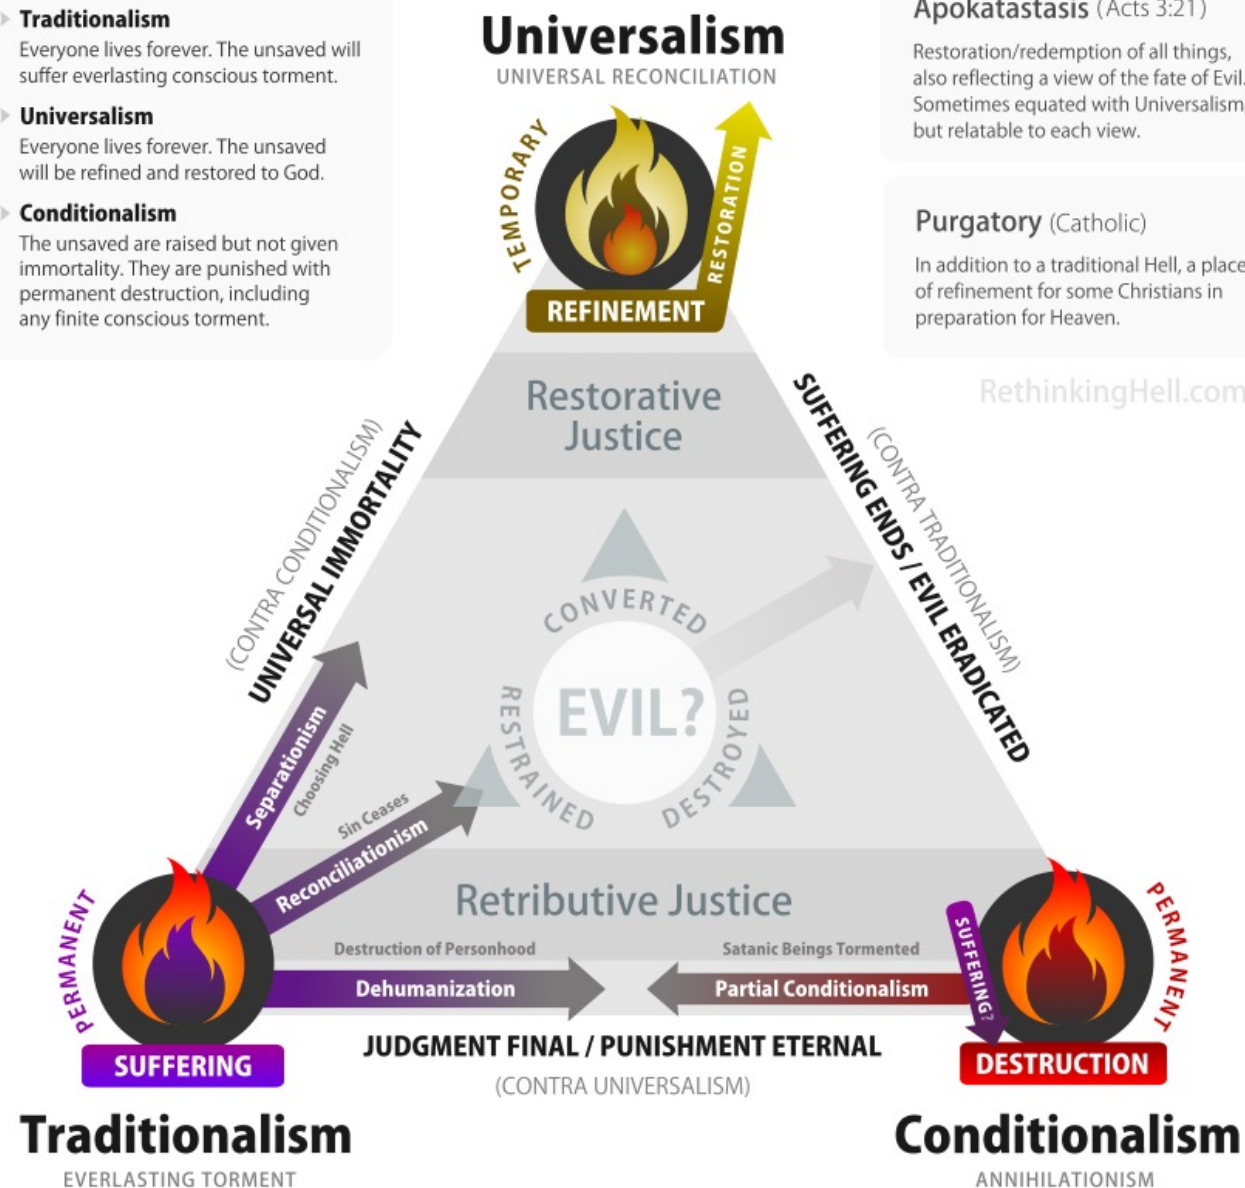 Traditionalism
Everyone lives forever. The unsaved will
suffer everlasting conscious torment.
Universalism
Everyone lives forever. The unsaved
will be refined and restored to God.
Conditionalism
The unsaved are raised but not given
immortality. They are punished with
permanent destruction, including
any finite conscious torment.
Universalism
UNIVERSAL RECONCILIATION
Apokatastasis (Acts 3:21)
Restoration/redemption of all things,
also reflecting a view of the fate of Evil.
Sometimes equated with Universalism,
but relatable to each view.
Purgatory (Catholic)
In addition to a traditional Hell, a place
of refinement for some Christians in
preparation for Heaven.
RethinkingHell.com
TEMPORARY
RESTORATION
REFINEMENT
Restorative
Justice
(CONTRA CONDITIONALISM)
UNIVERSAL IMMORTALITY
SUFFERING ENDS / EVIL ERADICATED
(CONTRA TRADITIONALISM)
CONVERTED
RESTRAINED
EVIL?
DESTROYED
Separationism
Choosing Hell
Sin Ceases
Reconciliationism
Retributive Justice
PERMANENT
Destruction of Personhood
Dehumanization
Satanic Beings Tormented
Partial Conditionalism
SUFFERING?
PERMANENT
SUFFERING
JUDGMENT FINAL / PUNISHMENT ETERNAL
(CONTRA UNIVERSALISM)
DESTRUCTION
Traditionalism
EVERLASTING TORMENT
Conditionalism
ANNIHILATIONISM